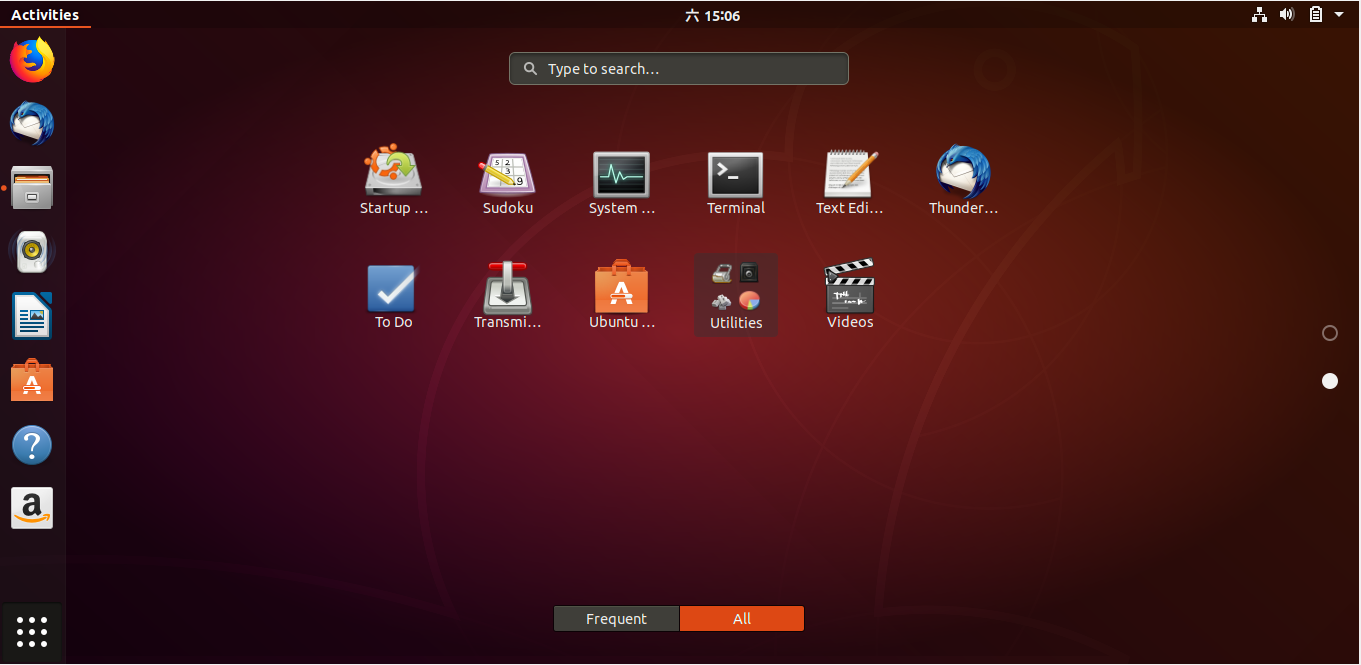 Activities
六 15:06
Type to search...
Startup ...
Sudoku
System ...
Terminal
Text Edi...
Thunder...
To Do
Transmi...
Ubuntu ...
Utilities
Videos
Frequent
All